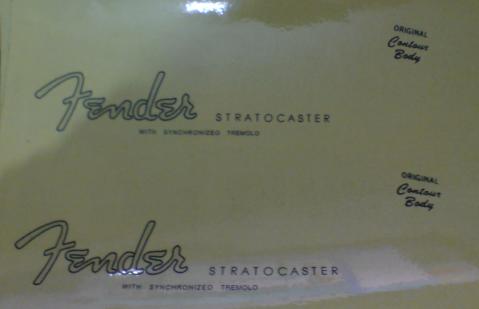 ORIGINAL
Contour
Body
Fender STRATOCASTER
WITH SYNCHRONIZED TREMOLO
ORIGINAL
Contour
Body
Fender STRATOCASTER
WITH SYNCHRONIZED TREMOLO